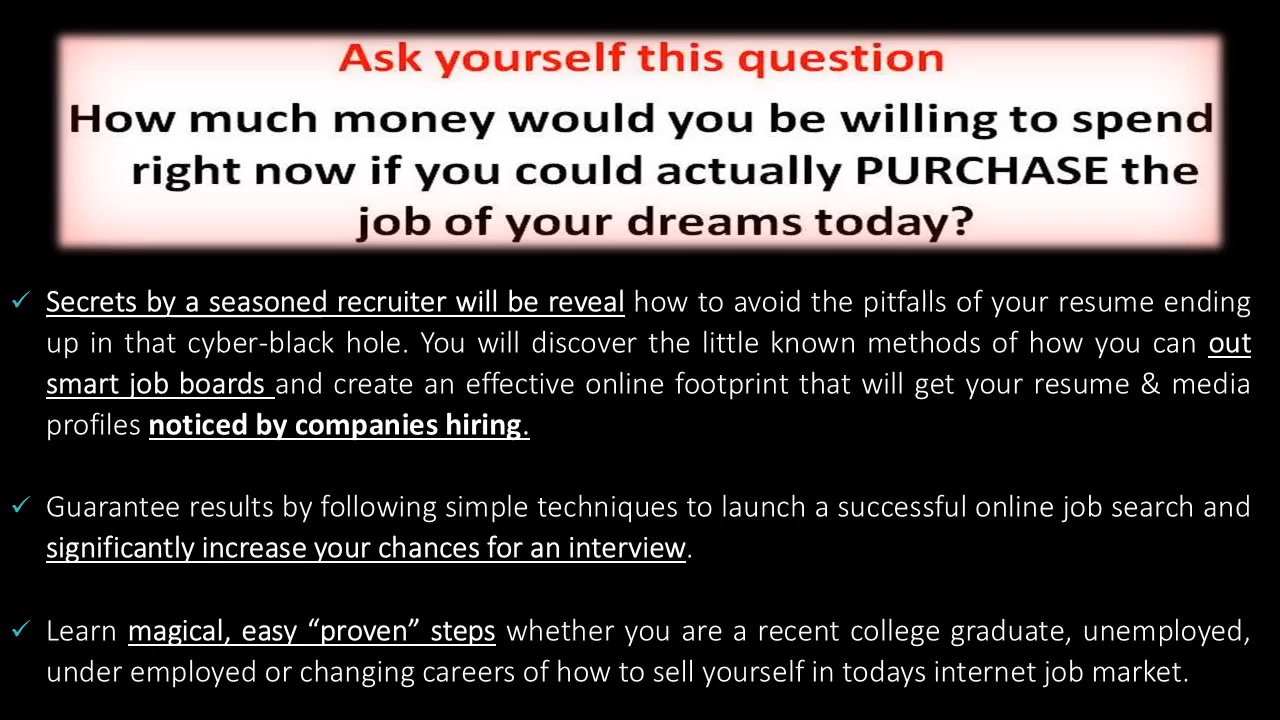 Ask yourself this question
How much money would you be willing to spend
right now if you could actually PURCHASE the
job of your dreams today?
✓ Secrets by a seasoned recruiter will be reveal how to avoid the pitfalls of your resume ending
up in that cyber-black hole. You will discover the little known methods of how you can out
smart job boards and create an effective online footprint that will get your resume & media
profiles noticed by companies hiring.
✓ Guarantee results by following simple techniques to launch a successful online job search and
significantly increase your chances for an interview.
✓ Learn magical, easy “proven” steps whether you are a recent college graduate, unemployed,
under employed or changing careers of how to sell yourself in todays internet job market.